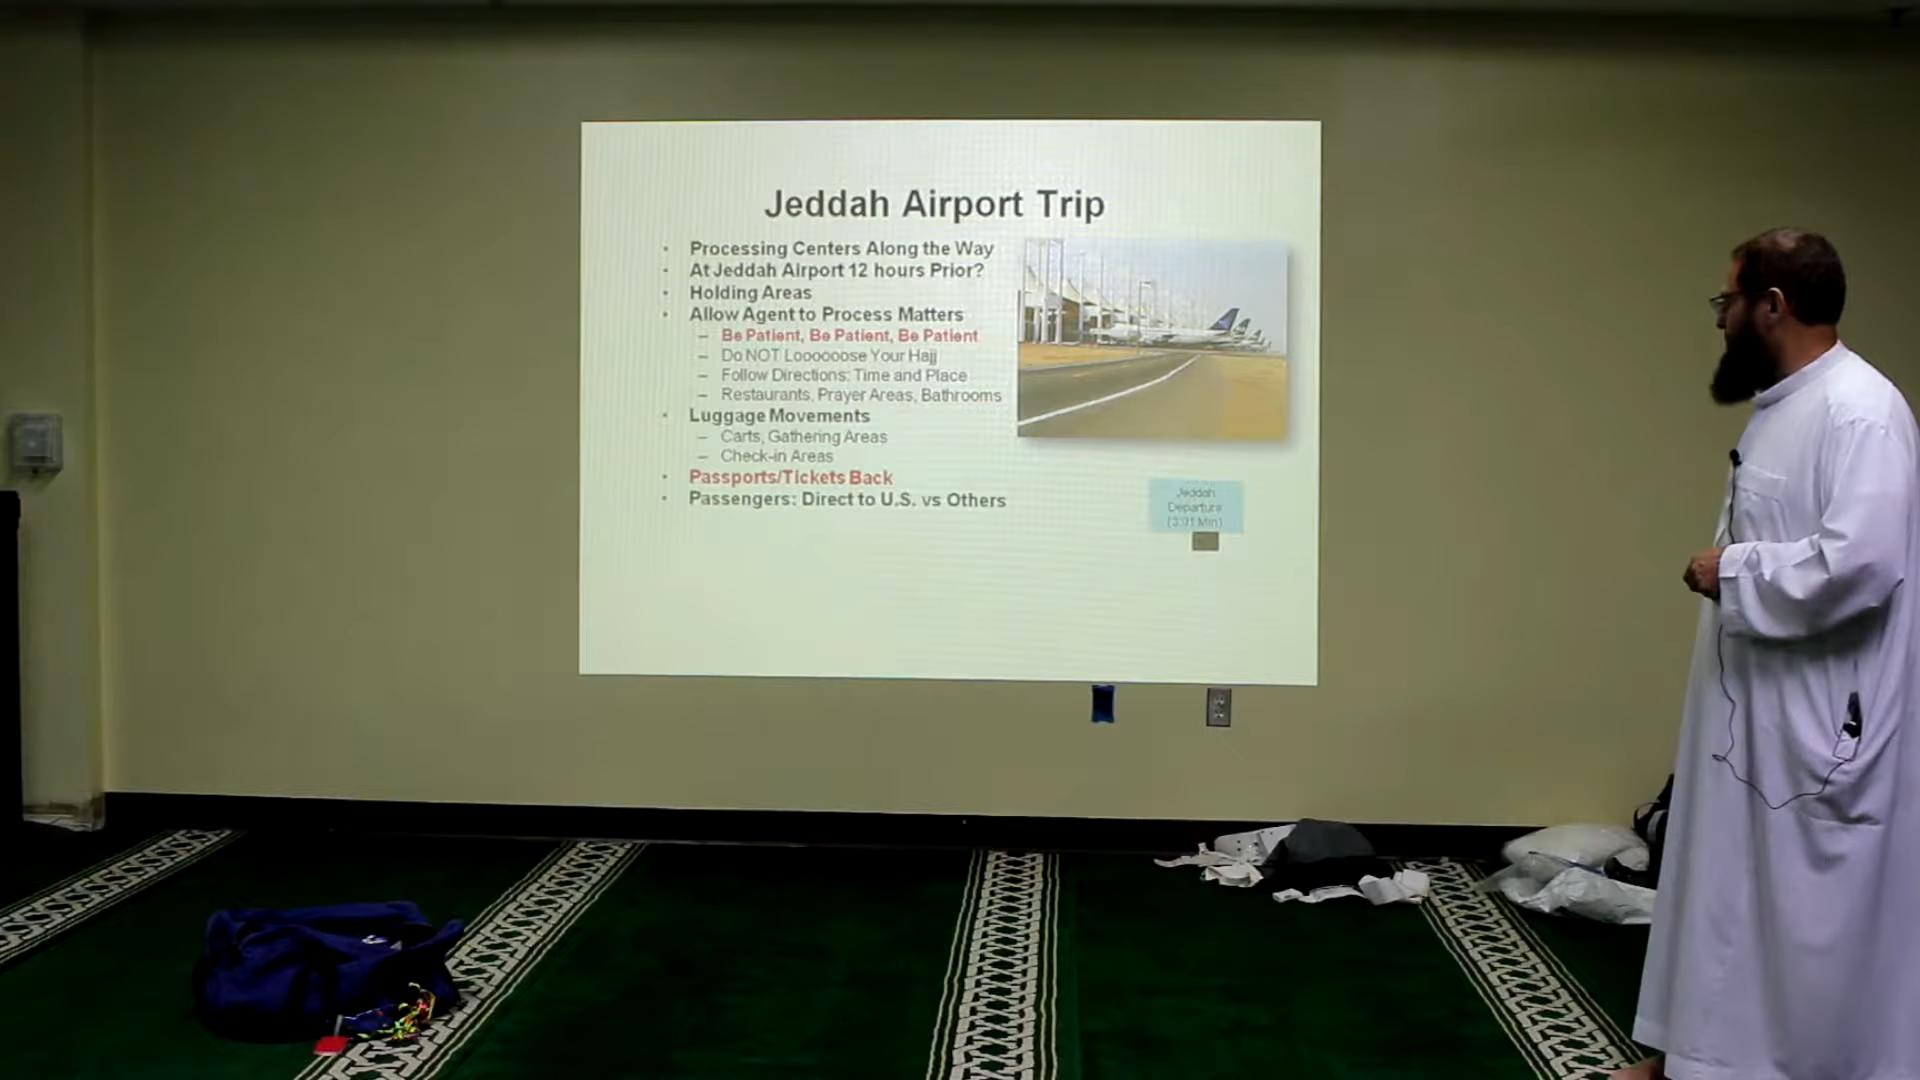 Jeddah Airport Trip
• Processing Centers Along the Way
• At Jeddah Airport 12 hours Prior?
• Holding Areas
• Allow Agent to Process Matters
– Be Patient, Be Patient, Be Patient
– Do NOT Loooooose Your Hajj
– Follow Directions: Time and Place
– Restaurants, Prayer Areas, Bathrooms
• Luggage Movements
– Carts, Gathering Areas
– Check-in Areas
• Passports/Tickets Back
• Passengers: Direct to U.S. vs Others
Jeddah
Departure
(3:01 Min)